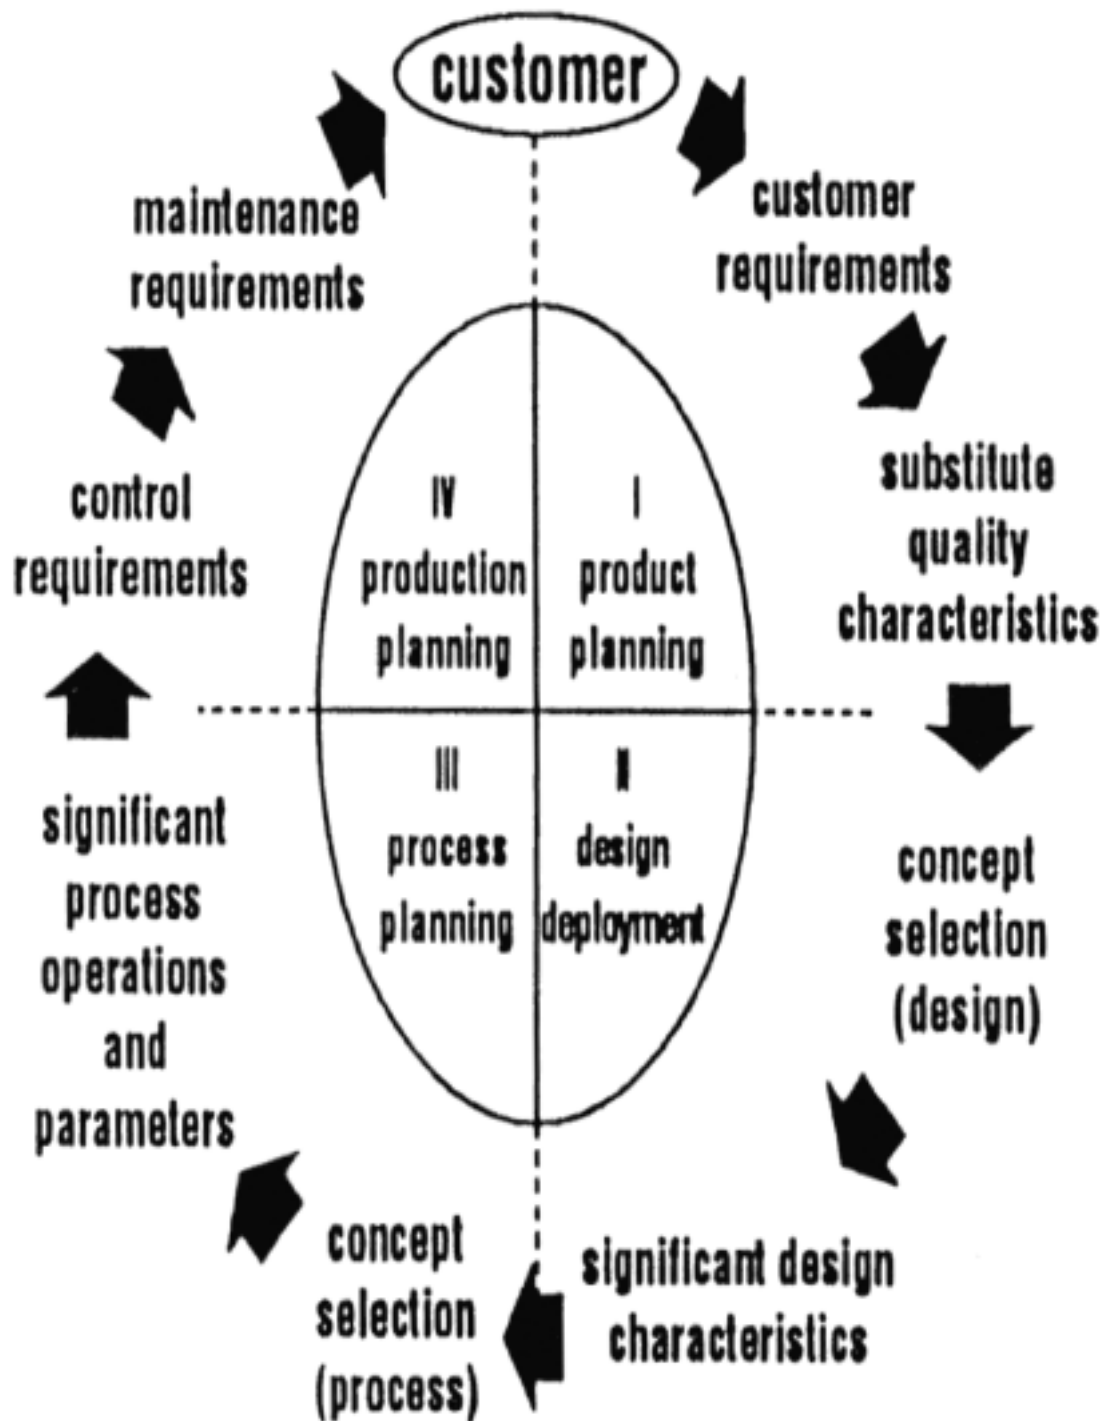 customer
customer
requirements
substitute
quality
characteristics
concept
selection
(design)
significant design
characteristics
concept
selection
(process)
significant
process
operations
and
parameters
control
requirements
maintenance
requirements
I
product
planning
II
design
deployment
III
process
planning
IV
production
planning